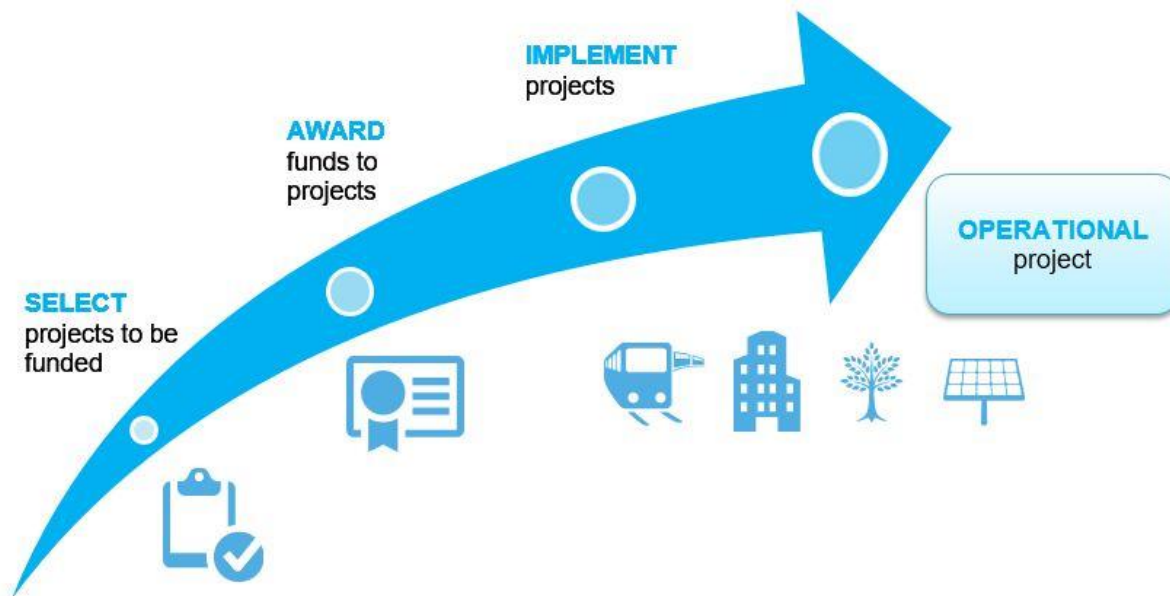 SELECT
projects to be
funded
AWARD
funds to
projects
IMPLEMENT
projects
OPERATIONAL
project